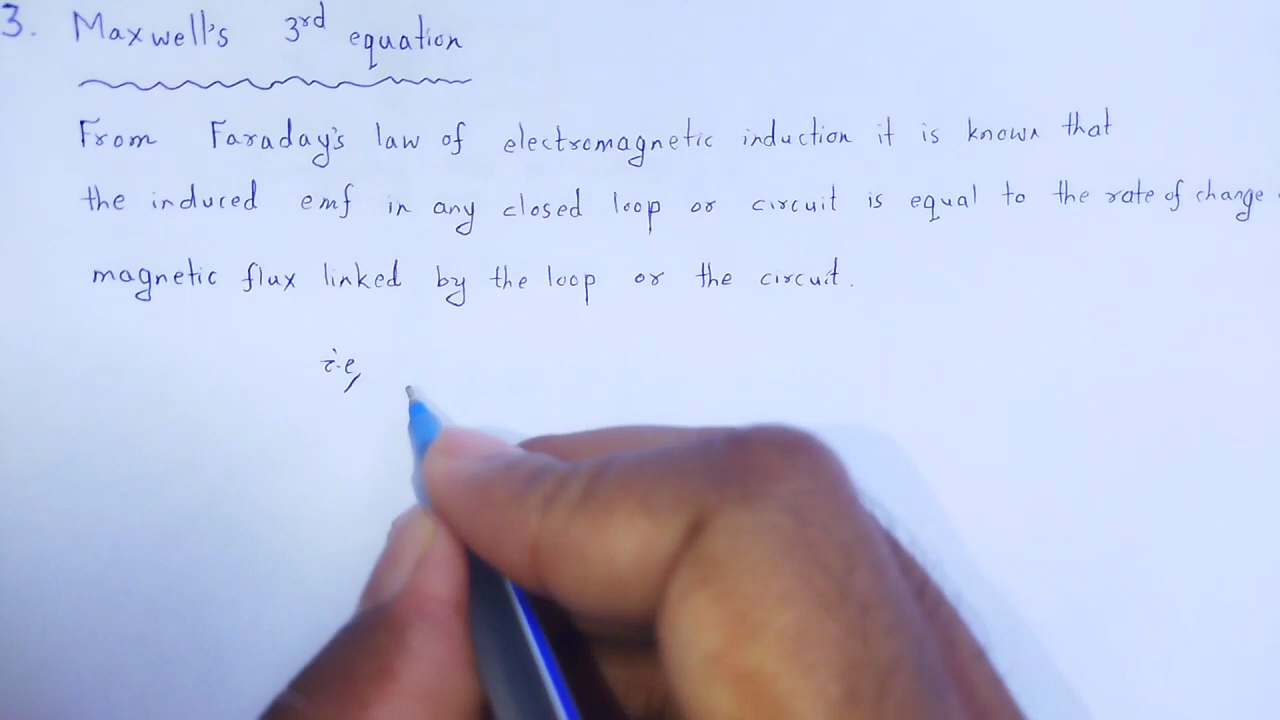 3. Maxwell's 3rd equation
From Faraday's law of electromagnetic induction it is known that
the induced emf in any closed loop or circuit is equal to the rate of change
magnetic flux linked by the loop or the circuit.
i.e,